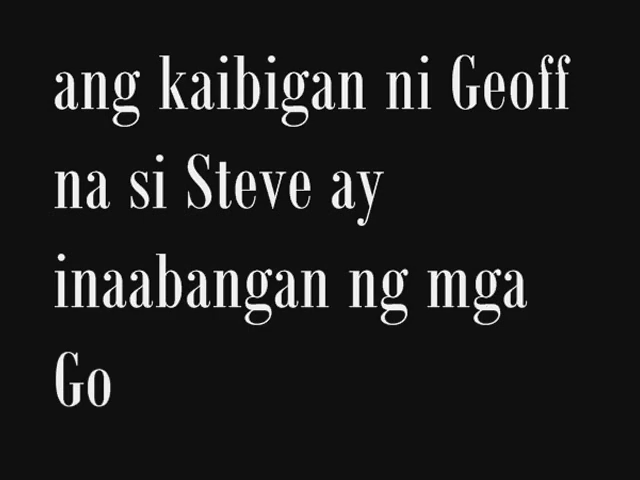 ang kaibigan ni Geoff
na si Steve ay
inaabangan ng mga
Go